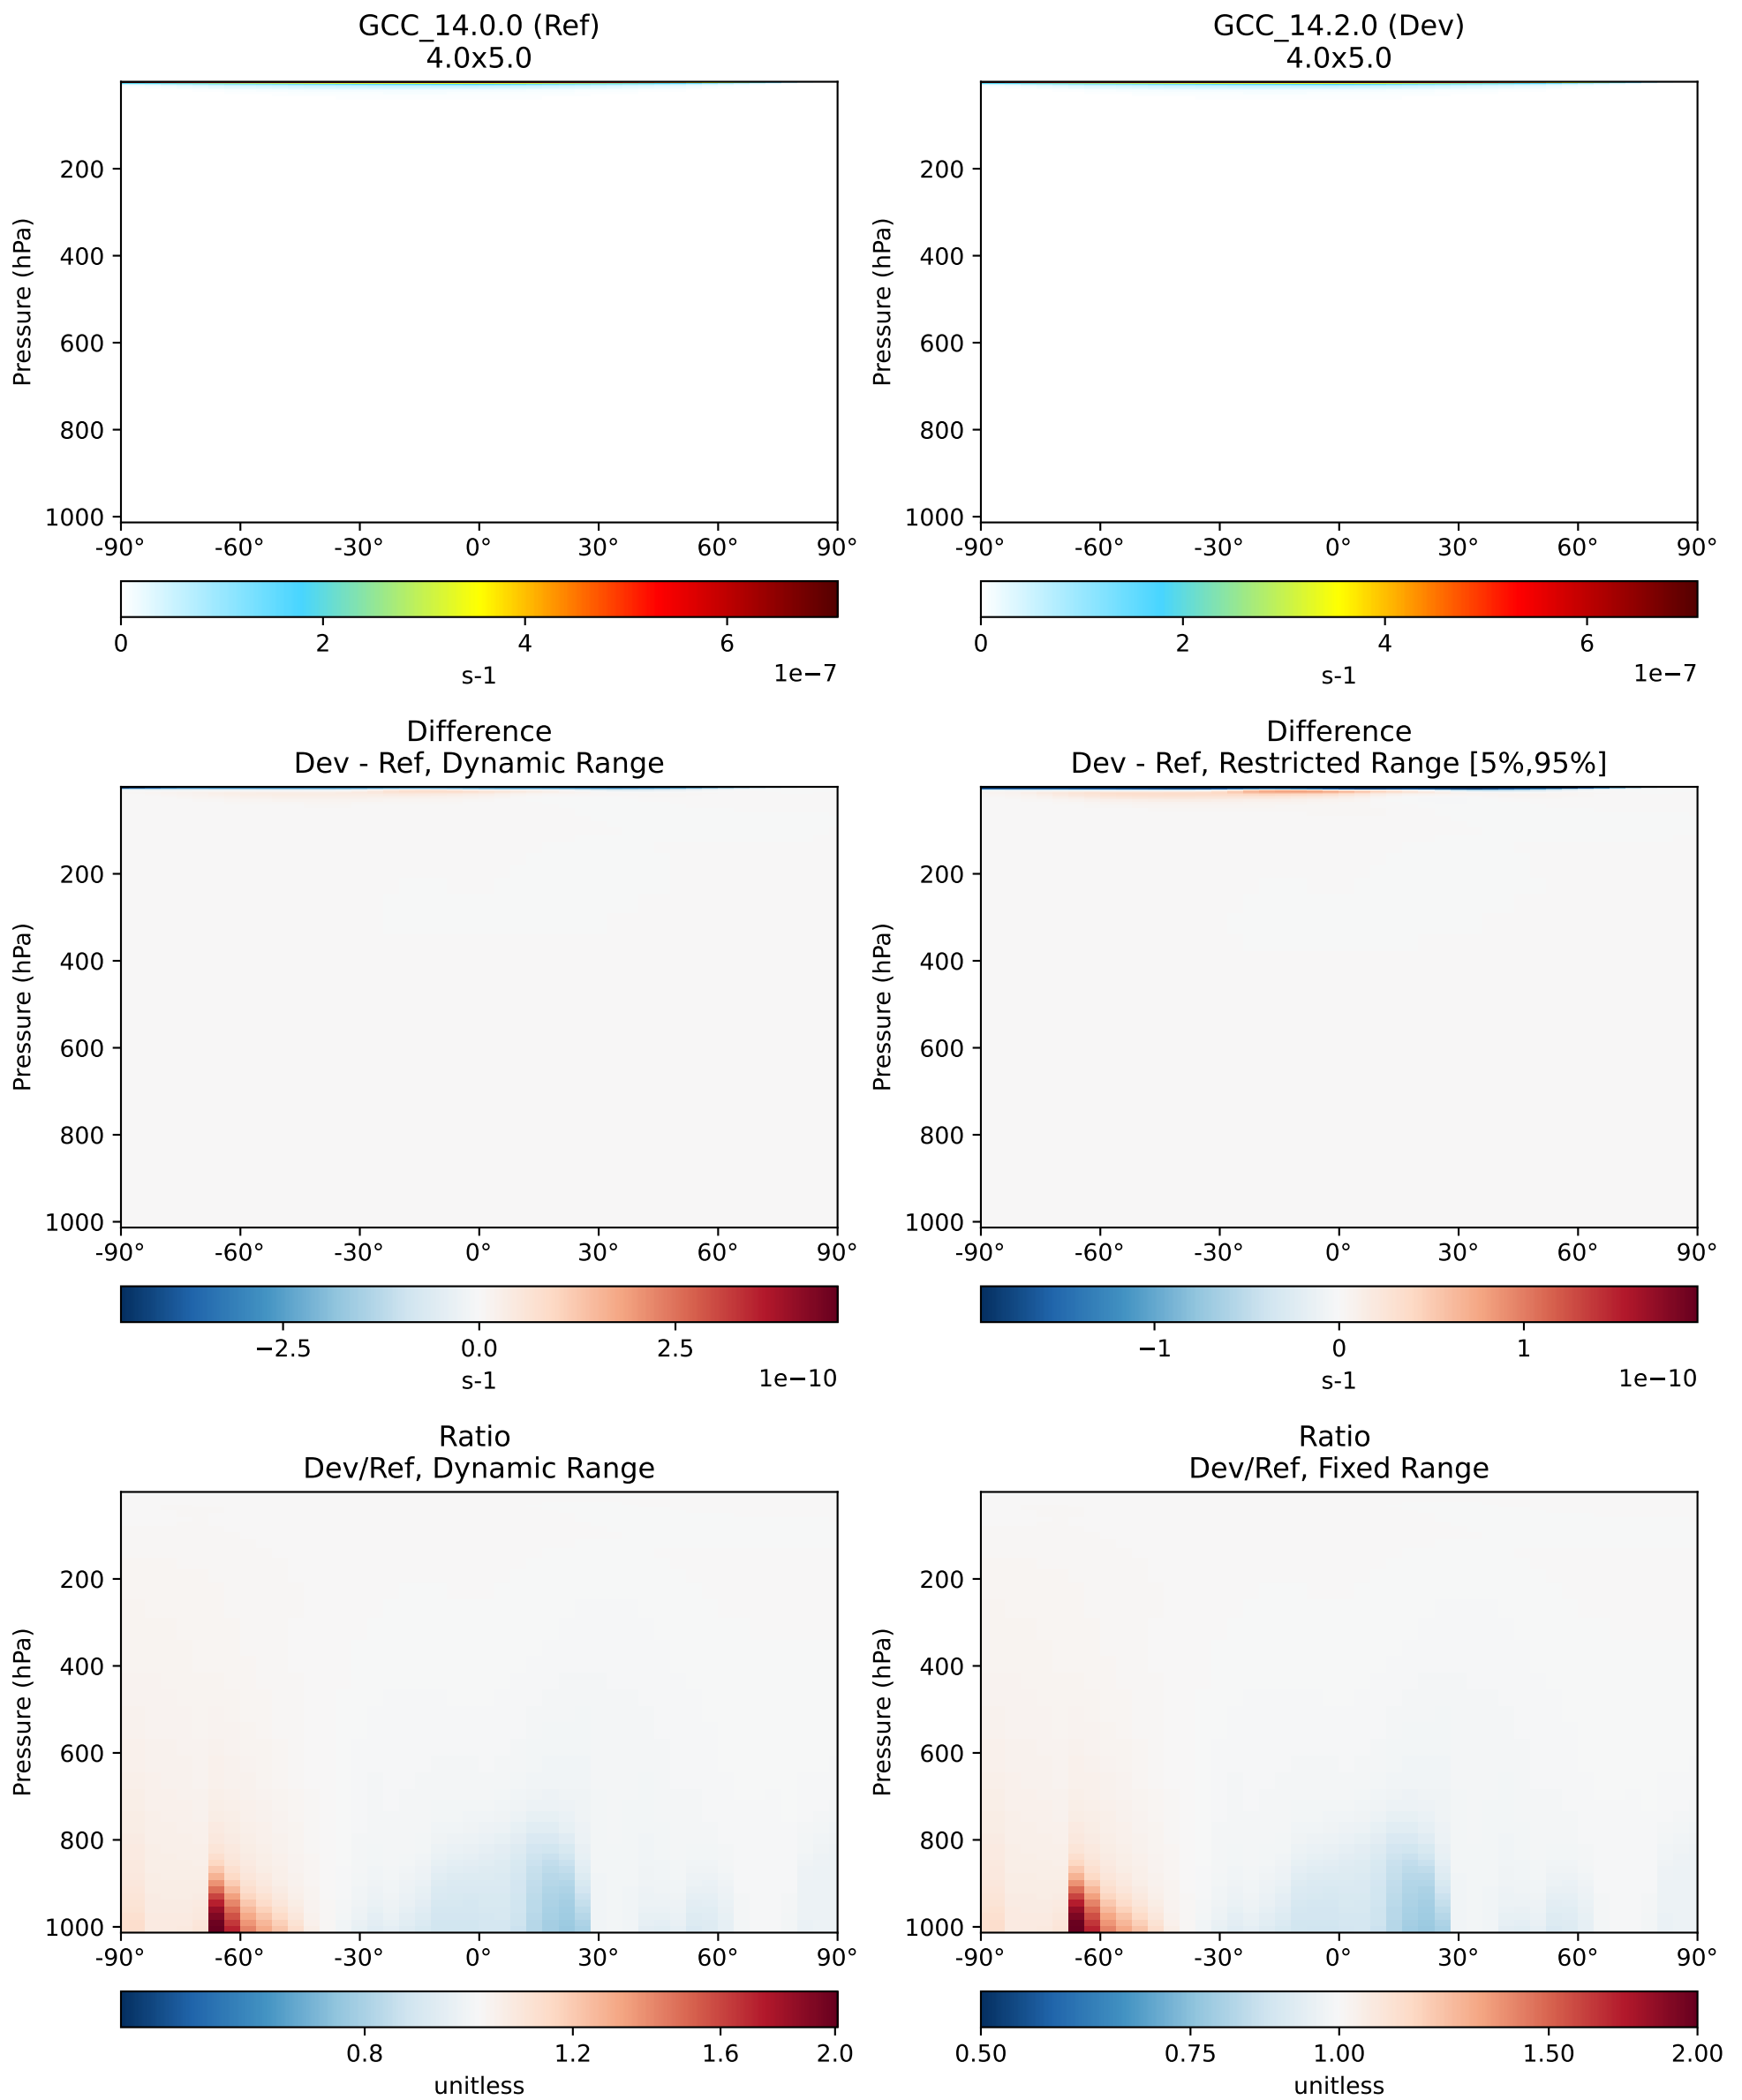 GCC_14.0.0 (Ref)
4.0x5.0
Pressure (hPa)
200
400
600
800
1000
-90° -60° -30° 0° 30° 60° 90°
0 2 4 6
s-1
1e−7
GCC_14.2.0 (Dev)
4.0x5.0
Pressure (hPa)
200
400
600
800
1000
-90° -60° -30° 0° 30° 60° 90°
0 2 4 6
s-1
1e−7
Difference
Dev - Ref, Dynamic Range
Pressure (hPa)
200
400
600
800
1000
-90° -60° -30° 0° 30° 60° 90°
−2.5 0.0 2.5
s-1
1e−10
Difference
Dev - Ref, Restricted Range [5%,95%]
Pressure (hPa)
200
400
600
800
1000
-90° -60° -30° 0° 30° 60° 90°
−1 0 1
s-1
1e−10
Ratio
Dev/Ref, Dynamic Range
Pressure (hPa)
200
400
600
800
1000
-90° -60° -30° 0° 30° 60° 90°
0.8 1.2 1.6 2.0
unitless
Ratio
Dev/Ref, Fixed Range
Pressure (hPa)
200
400
600
800
1000
-90° -60° -30° 0° 30° 60° 90°
0.50 0.75 1.00 1.50 2.00
unitless